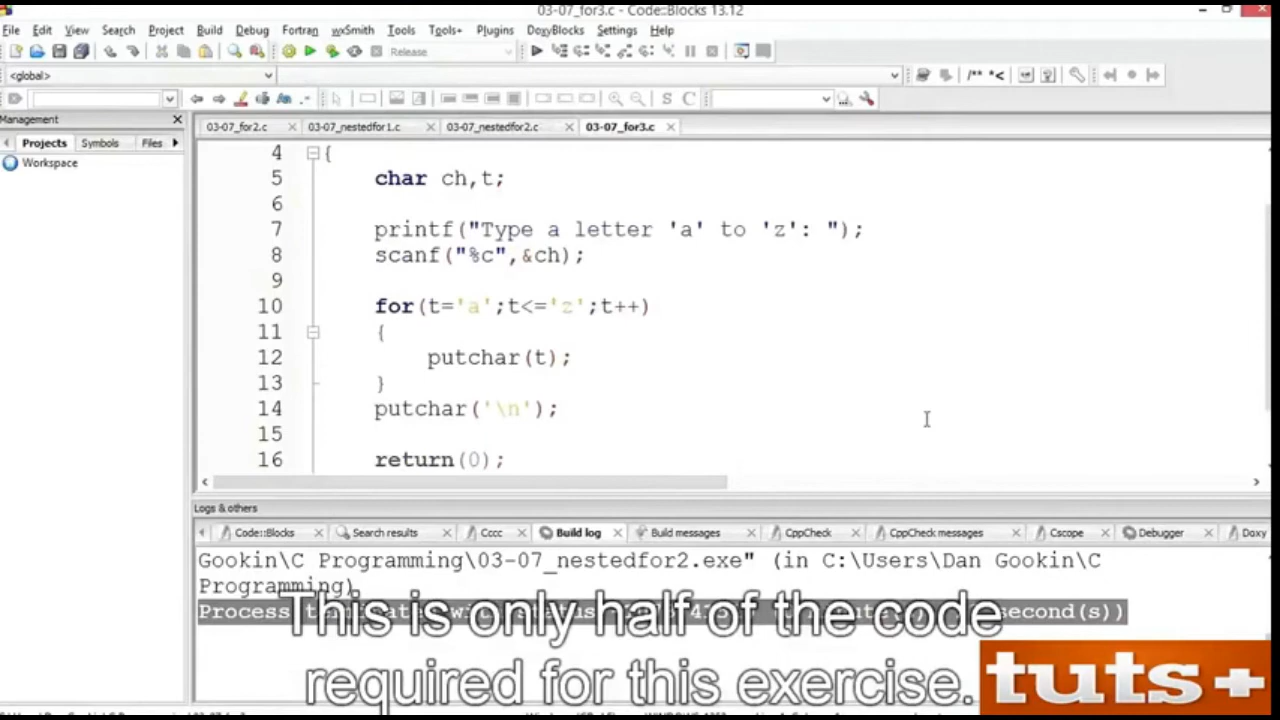 03-07_for3.c - Code::Blocks 13.12
File Edit View Search Project Build Debug Fortran wxSmith Tools Tools+ Plugins DoxyBlocks Settings Help
Release
<global>
/** *<
S C
Management
Projects Symbols Files
Workspace
03-07_for2.c 03-07_nestedfor1.c 03-07_nestedfor2.c 03-07_for3.c
4 {
5 char ch,t;
6
7 printf("Type a letter 'a' to 'z': ");
8 scanf("%c",&ch);
9
10 for(t='a';t<='z';t++)
11 {
12 putchar(t);
13 }
14 putchar('\n');
15
16 return(0);
Logs & others
Code::Blocks Search results Cccc Build log Build messages CppCheck CppCheck messages Cscope Debugger Doxy
Gookin\C Programming\03-07_nestedfor2.exe" (in C:\Users\Dan Gookin\C
Programming)
Process second(s))
This is only half of the code
required for this exercise.
tuts+